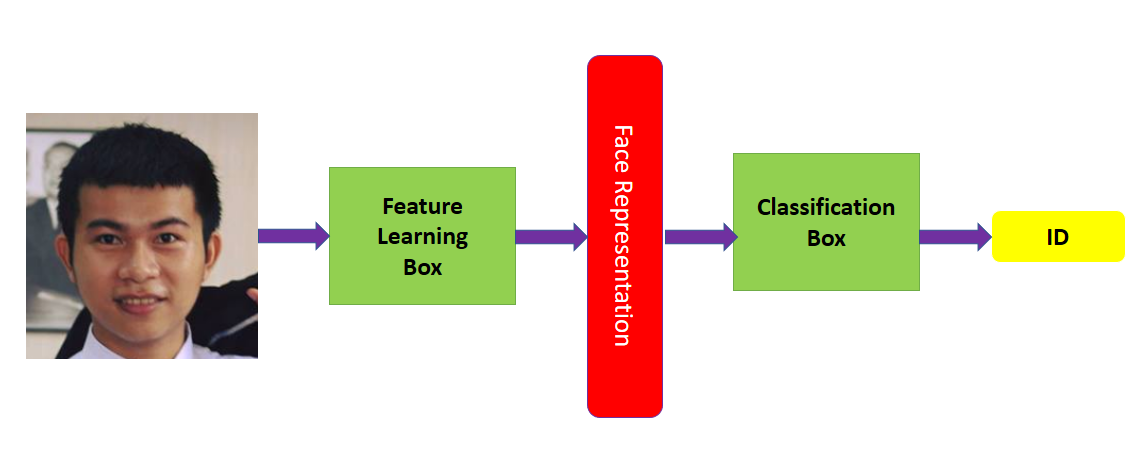 Feature
Learning
Box
Face Representation
Classification
Box
ID